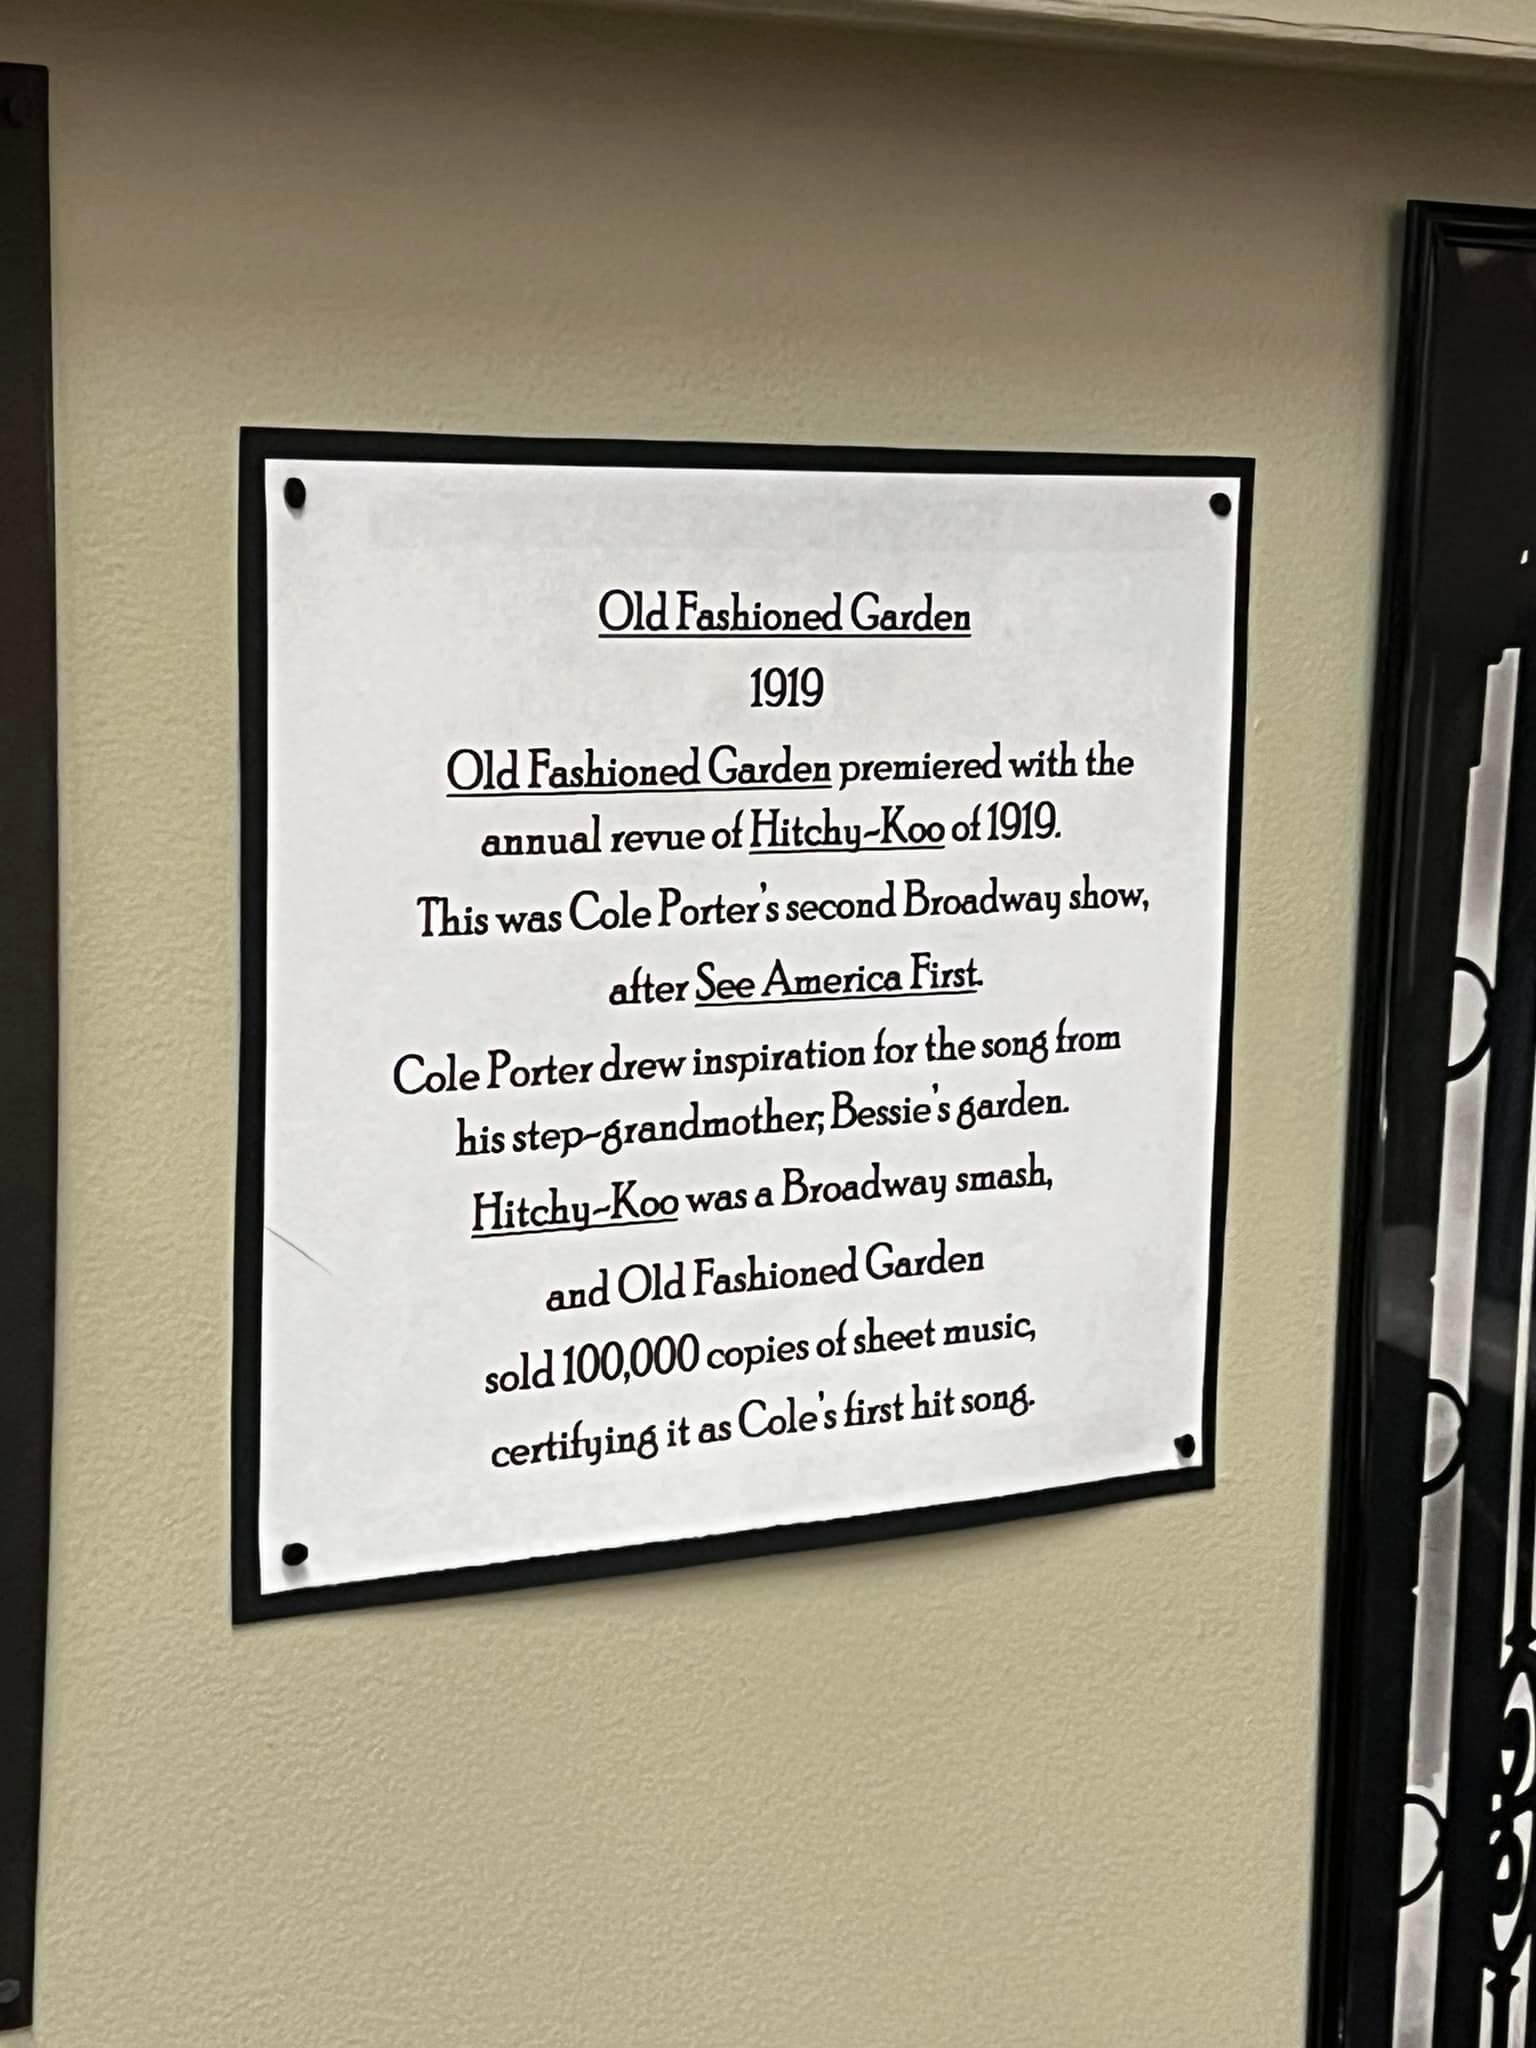 Old Fashioned Garden
1919
Old Fashioned Garden premiered with the
annual revue of Hitchy~Koo of 1919.
This was Cole Porter's second Broadway show,
after See America First.
Cole Porter drew inspiration for the song from
his step~grandmother, Bessie's garden.
Hitchy~Koo was a Broadway smash,
and Old Fashioned Garden
sold 100,000 copies of sheet music,
certifying it as Cole's first hit song.